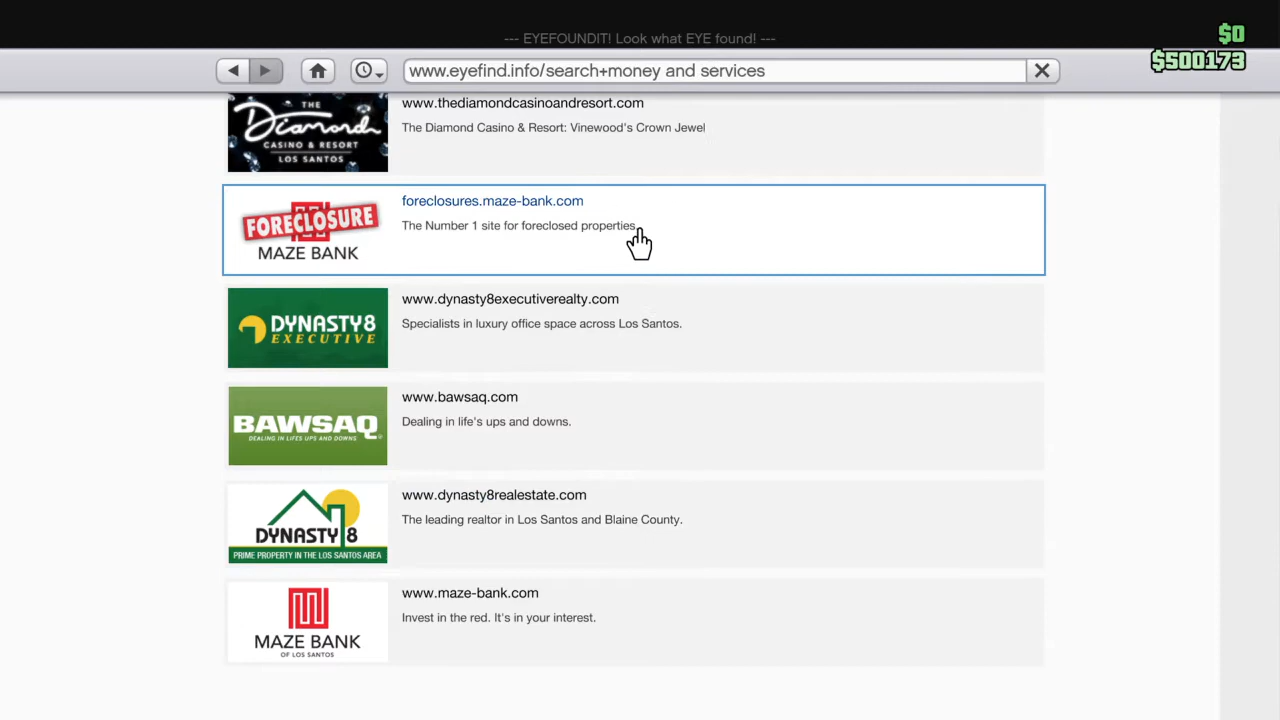 --- EYEFOUNDIT! Look what EYE found! ---
$0
$500173
www.eyefind.info/search+money and services
THE
Diamond
CASINO & RESORT
LOS SANTOS
www.thediamondcasinoandresort.com
The Diamond Casino & Resort: Vinewood's Crown Jewel
FORECLOSURE
MAZE BANK
foreclosures.maze-bank.com
The Number 1 site for foreclosed properties.
DYNASTY8
EXECUTIVE
www.dynasty8executiverealty.com
Specialists in luxury office space across Los Santos.
BAWSAQ
DEALING IN LIFES UPS AND DOWNS
www.bawsaq.com
Dealing in life's ups and downs.
DYNASTY 8
PRIME PROPERTY IN THE LOS SANTOS AREA
www.dynasty8realestate.com
The leading realtor in Los Santos and Blaine County.
MAZE BANK
OF LOS SANTOS
www.maze-bank.com
Invest in the red. It's in your interest.